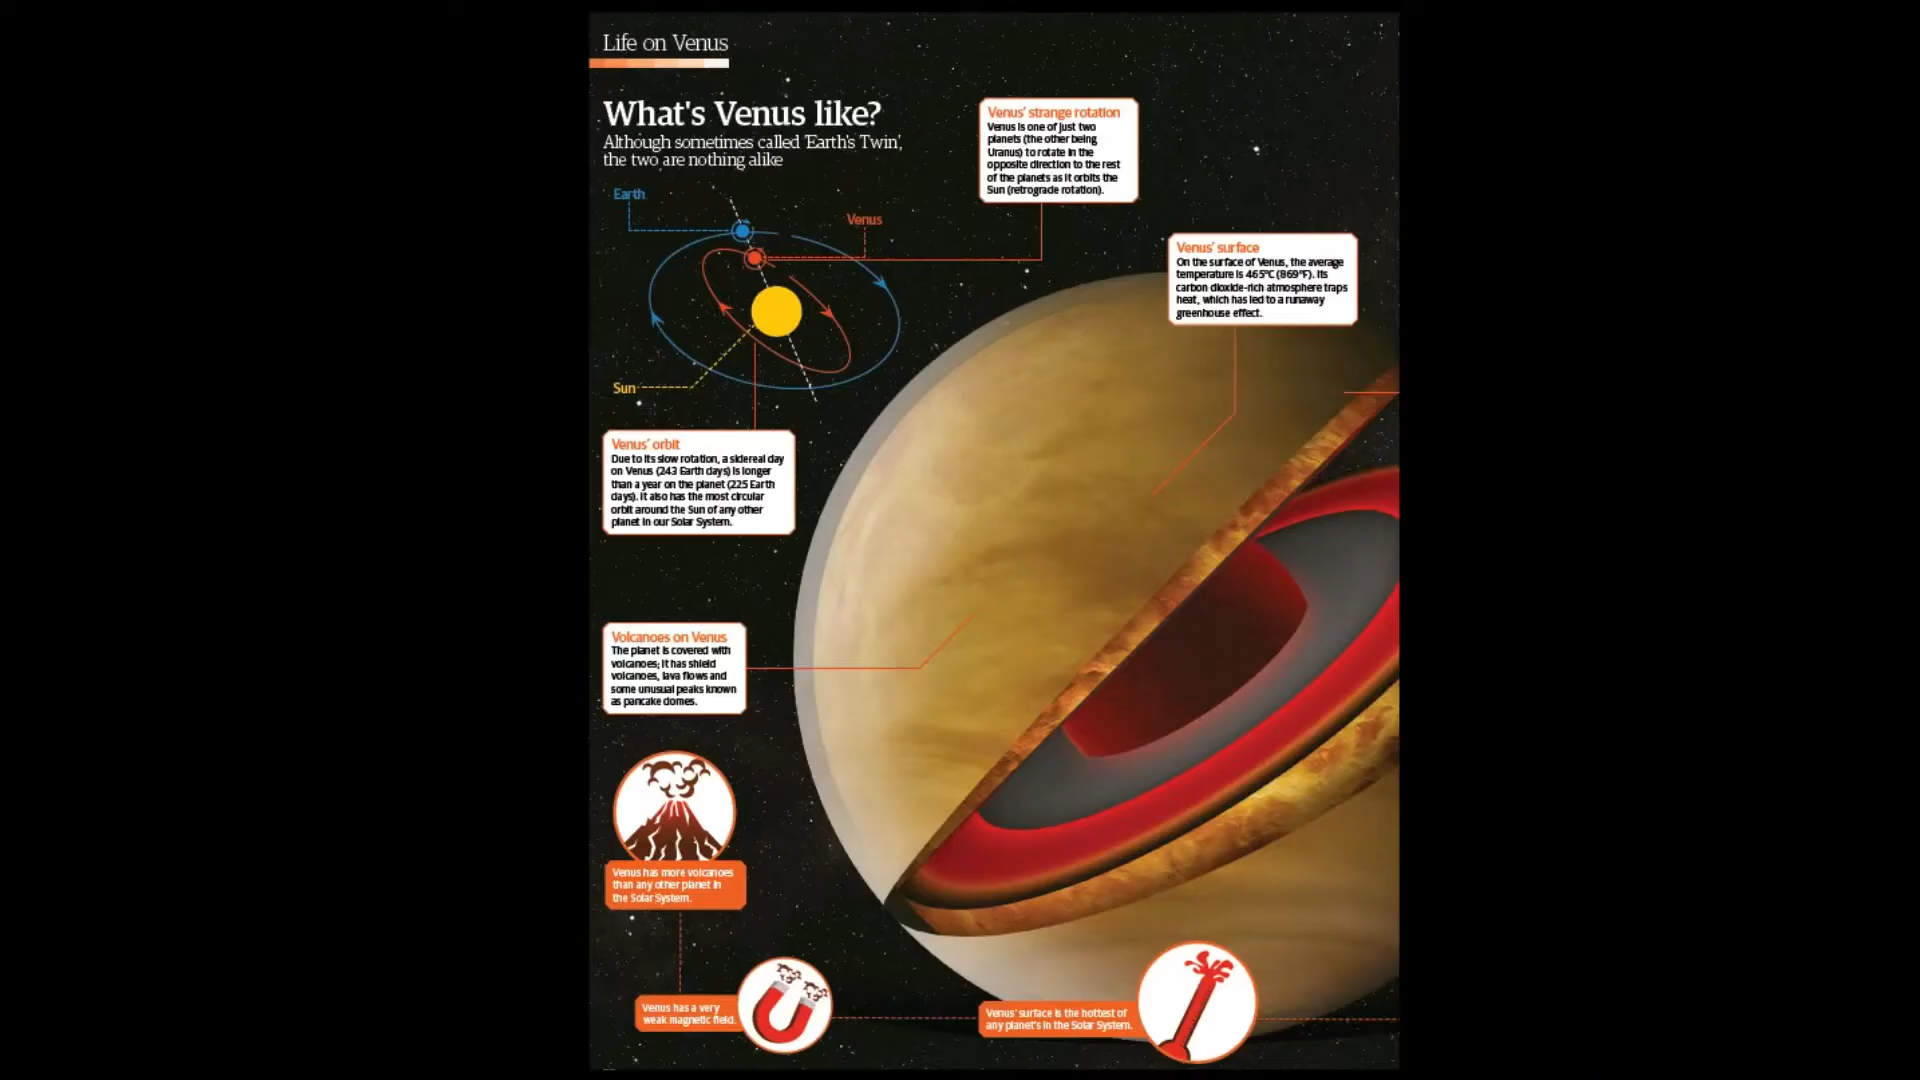 Life on Venus
What's Venus like?
Although sometimes called 'Earth's Twin',
the two are nothing alike
Earth
Venus
Sun
Venus' strange rotation
Venus is one of just two
planets (the other being
Uranus) to rotate in the
opposite direction to the rest
of the planets as it orbits the
Sun (retrograde rotation).
Venus' surface
On the surface of Venus, the average
temperature is 465°C (869°F). Its
carbon dioxide-rich atmosphere traps
heat, which has led to a runaway
greenhouse effect.
Venus' orbit
Due to its slow rotation, a sidereal day
on Venus (243 Earth days) is longer
than a year on the planet (225 Earth
days). It also has the most circular
orbit around the Sun of any other
planet in our Solar System.
Volcanoes on Venus
The planet is covered with
volcanoes; it has shield
volcanoes, lava flows and
some unusual peaks known
as pancake domes.
Venus has more volcanoes
than any other planet in
the Solar System.
Venus has a very
weak magnetic field.
Venus' surface is the hottest of
any planet's in the Solar System.